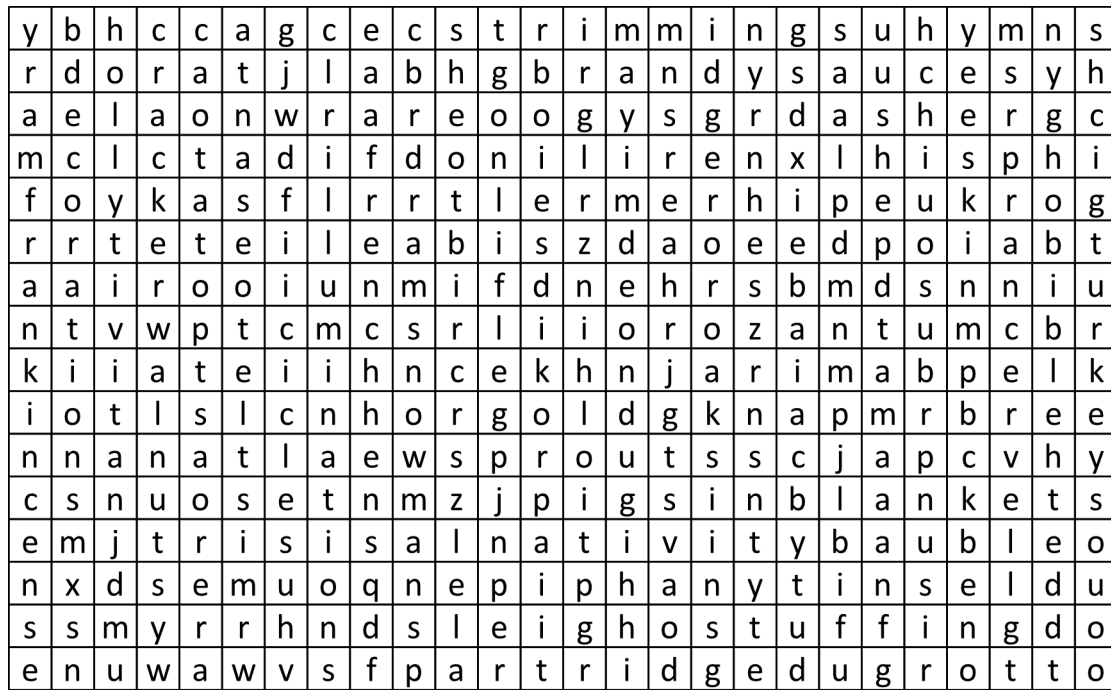 y b h c c a g c e c s t r i m m i n g s u h y m n s
r d o r a t j l a b h g b r a n d y s a u c e s y h
a e l a o n w r a r e o o g y s g r d a s h e r g c
m c l c t a d i f d o n i l i r e n x l h i s p h i
f o y k a s f l r r t l e r m e r h i p e u k r o g
r r t e t e i l e a b i s z d a o e e d p o i a b t
a a i r o o i u n m i f d n e h r s b m d s n n i u
n t v w p t c m c s r l i i o r o z a n t u m c b r
k i i a t e i i h n c e k h n j a r i m a b p e l k
i o t l s l c n h o r g o l d g k n a p m r b r e e
n n a n a t l a e w s p r o u t s s c j a p c v h y
c s n u o s e t n m z j p i g s i n b l a n k e t s
e m j t r i s i s a l n a t i v i t y b a u b l e o
n x d s e m u o q n e p i p h a n y t i n s e l d u
s s m y r r h n d s l e i g h o s t u f f i n g d o
e n u w a w v s f p a r t r i d g e d u g r o t t o